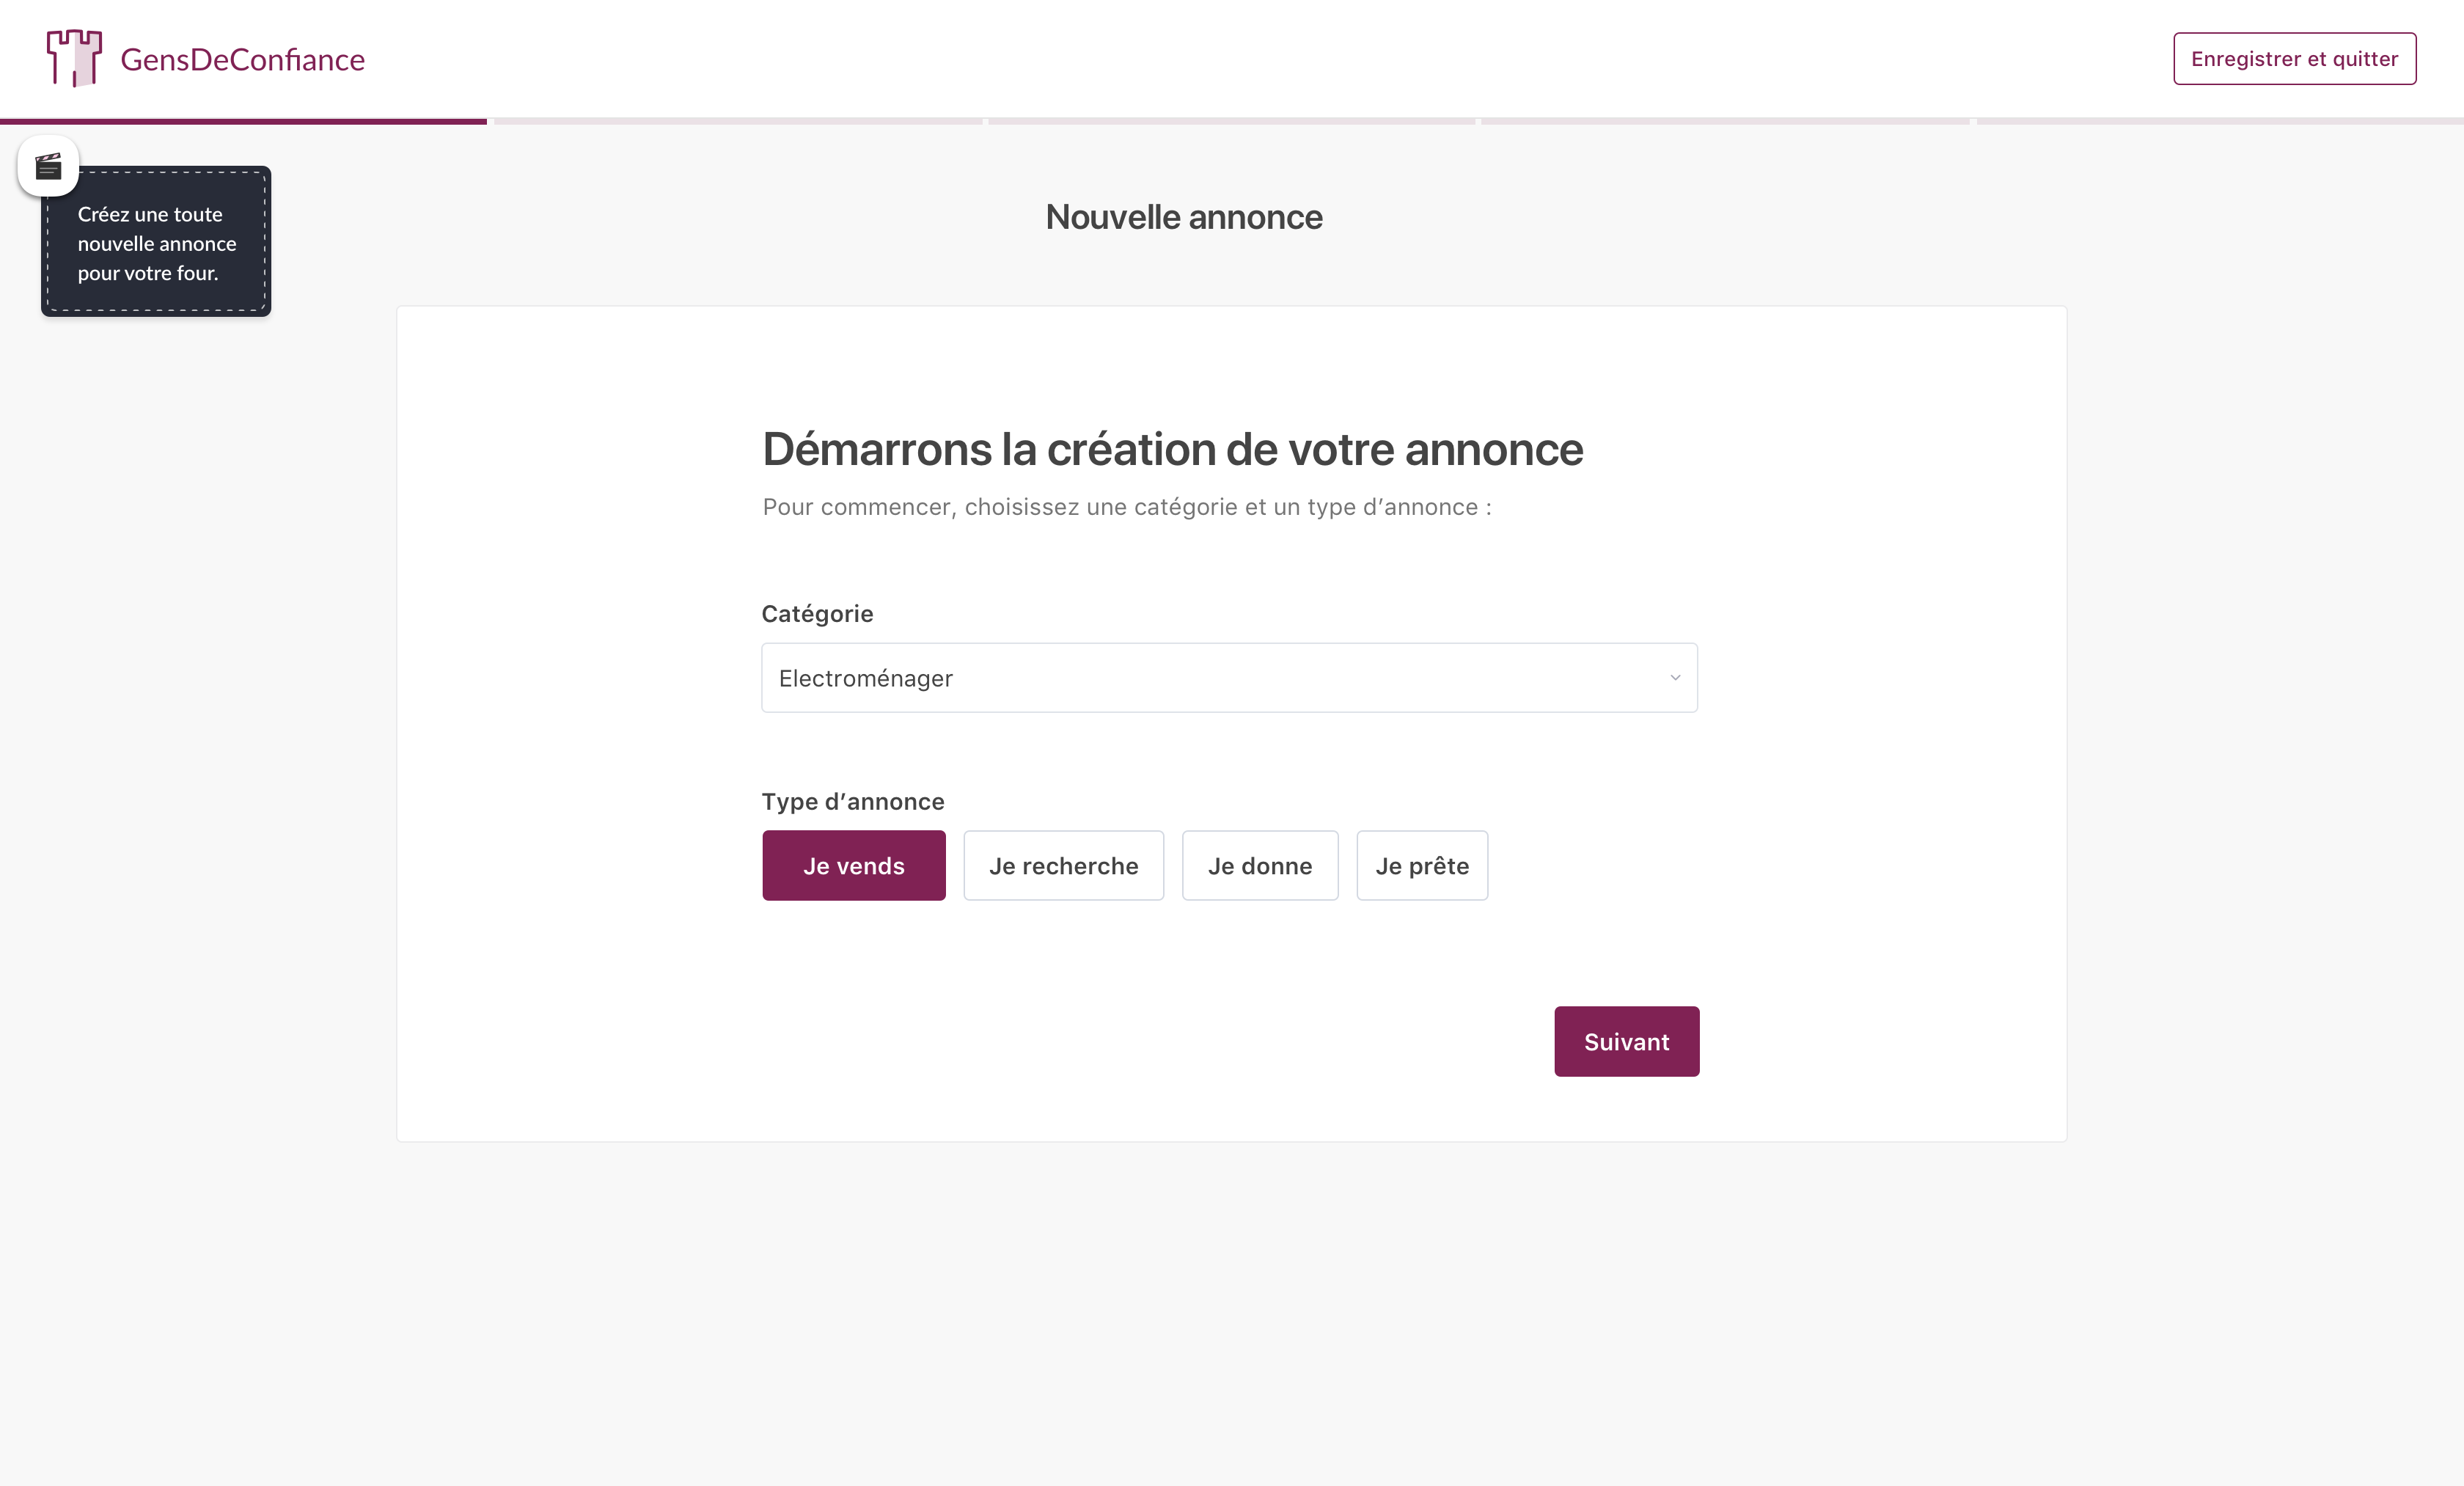 GensDeConfiance
Enregistrer et quitter
Créez une toute
nouvelle annonce
pour votre four.
Nouvelle annonce
Démarrons la création de votre annonce
Pour commencer, choisissez une catégorie et un type d’annonce :
Catégorie
Electroménager
Type d’annonce
Je vends
Je recherche
Je donne
Je prête
Suivant